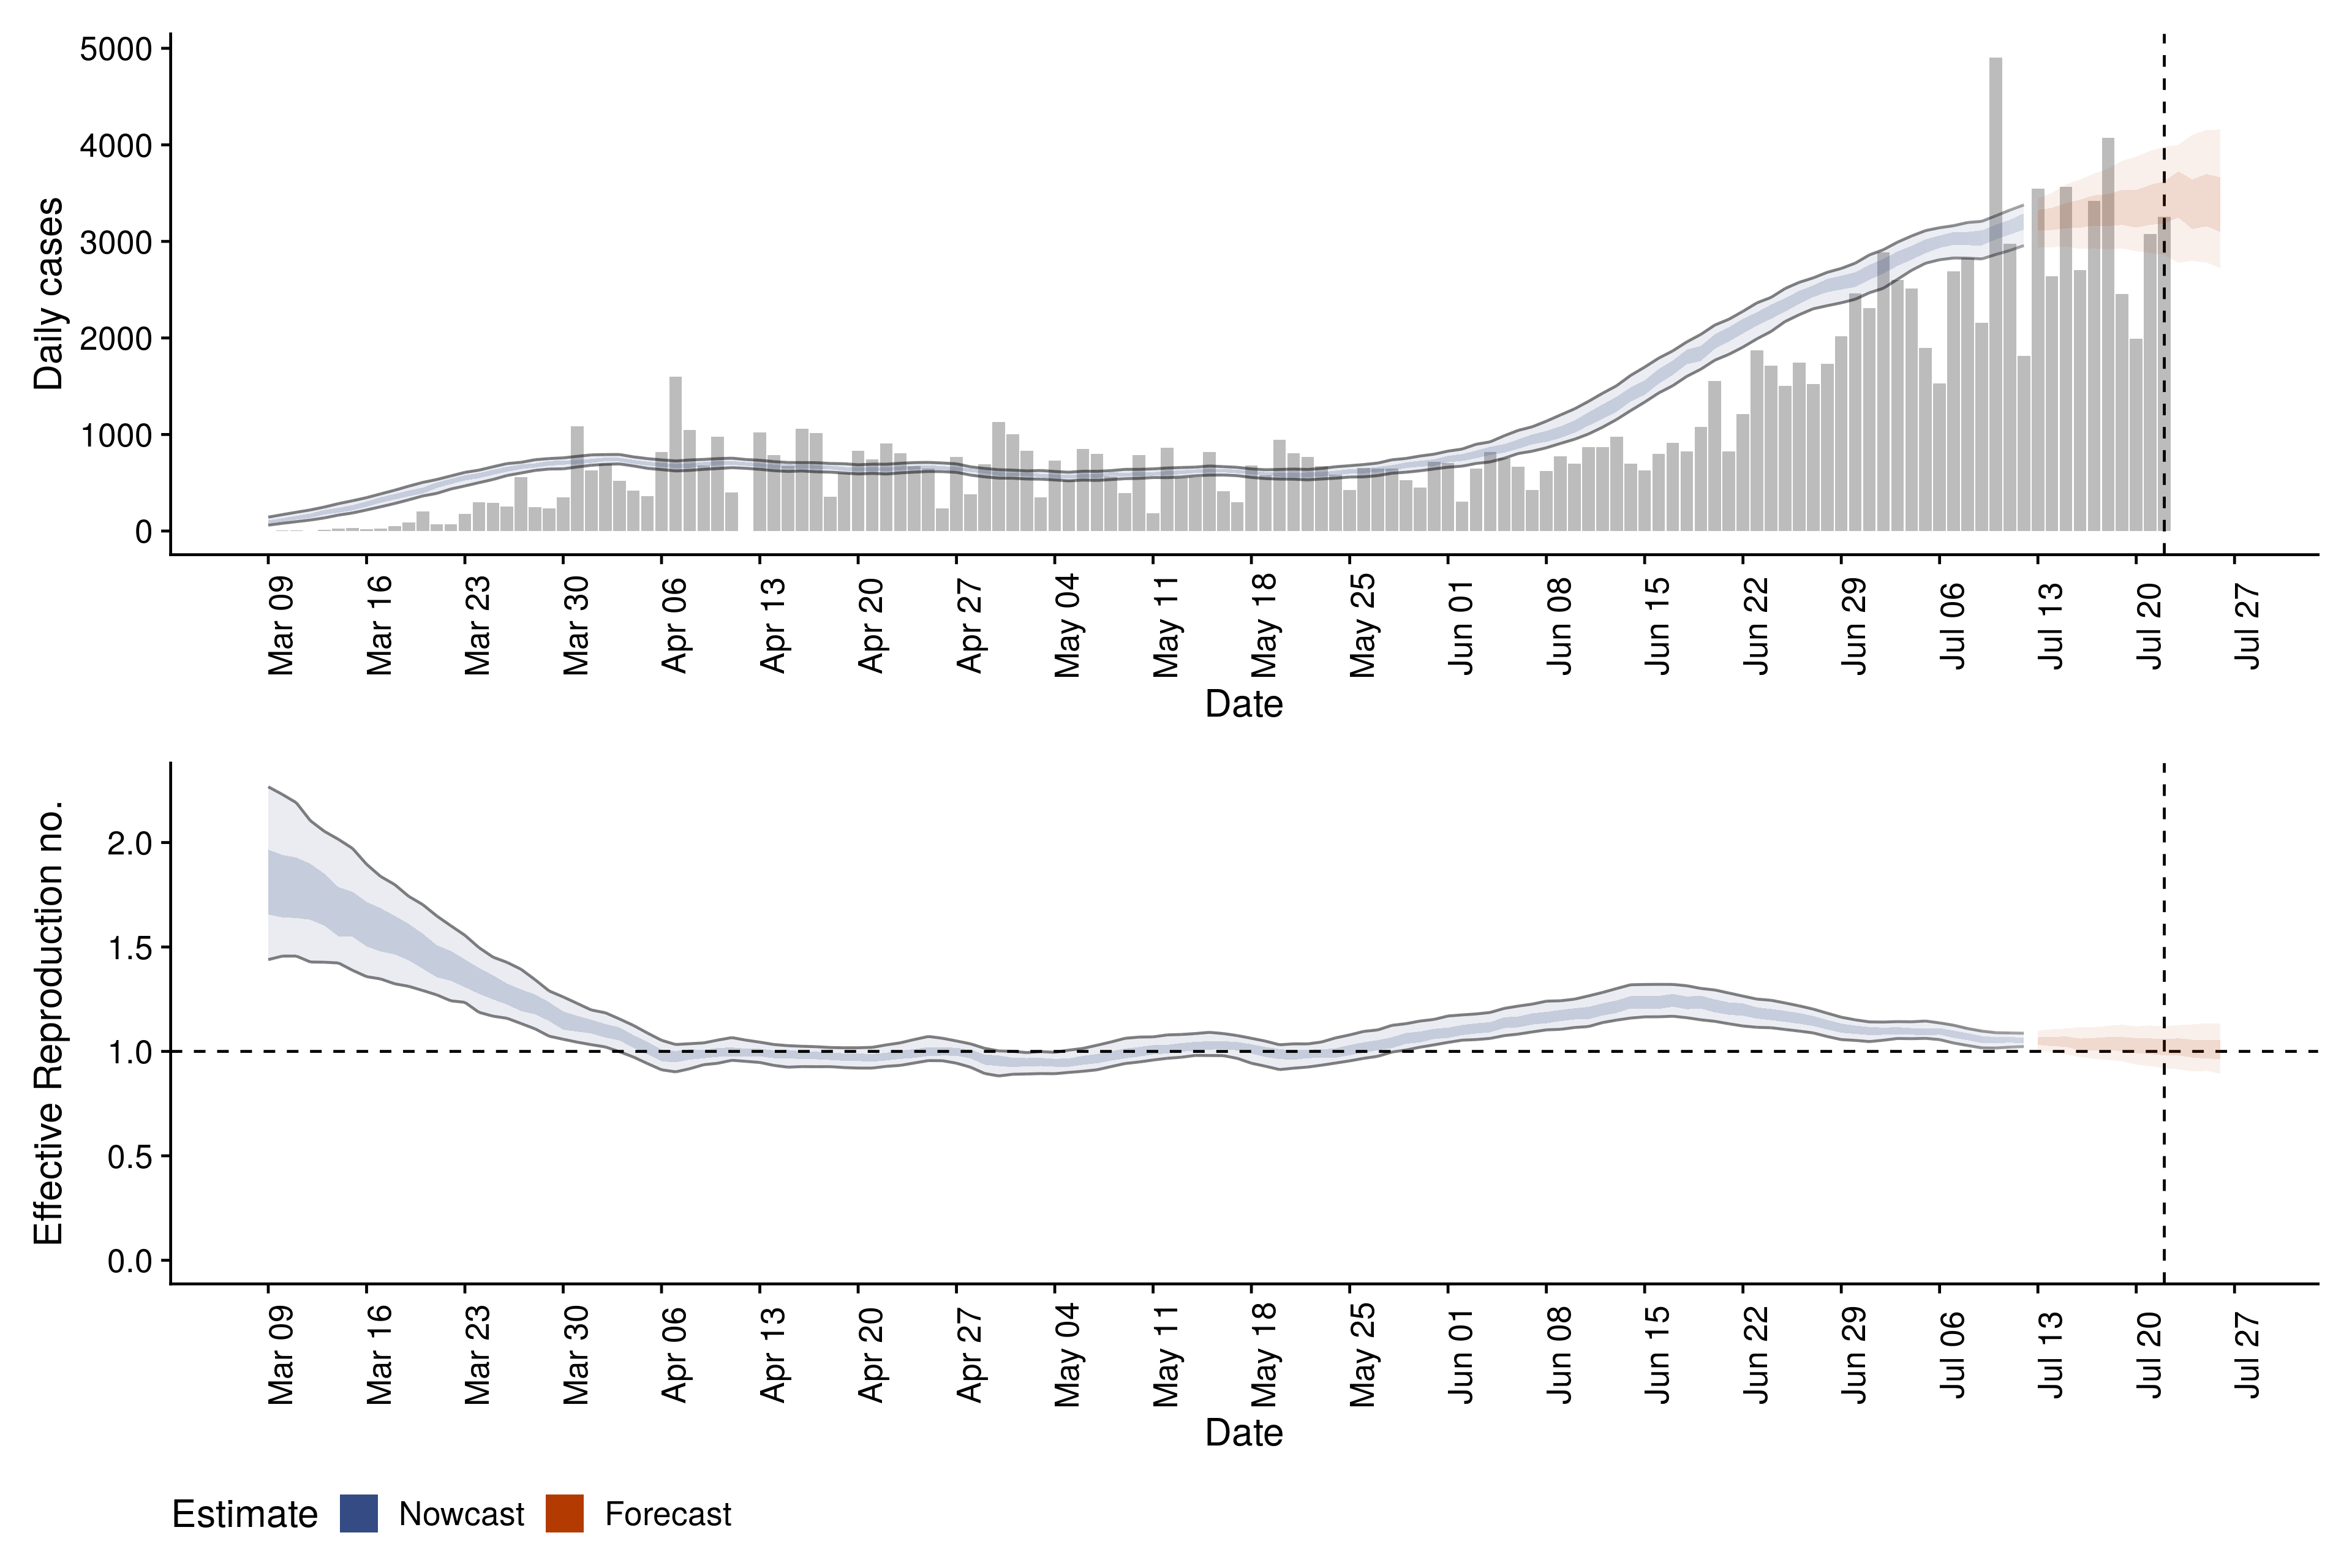 Daily cases
5000
4000
3000
2000
1000
0
Mar 09
Mar 16
Mar 23
Mar 30
Apr 06
Apr 13
Apr 20
Apr 27
May 04
May 11
May 18
May 25
Jun 01
Jun 08
Jun 15
Jun 22
Jun 29
Jul 06
Jul 13
Jul 20
Jul 27
Date
Effective Reproduction no.
2.0
1.5
1.0
0.5
0.0
Mar 09
Mar 16
Mar 23
Mar 30
Apr 06
Apr 13
Apr 20
Apr 27
May 04
May 11
May 18
May 25
Jun 01
Jun 08
Jun 15
Jun 22
Jun 29
Jul 06
Jul 13
Jul 20
Jul 27
Date
Estimate Nowcast Forecast